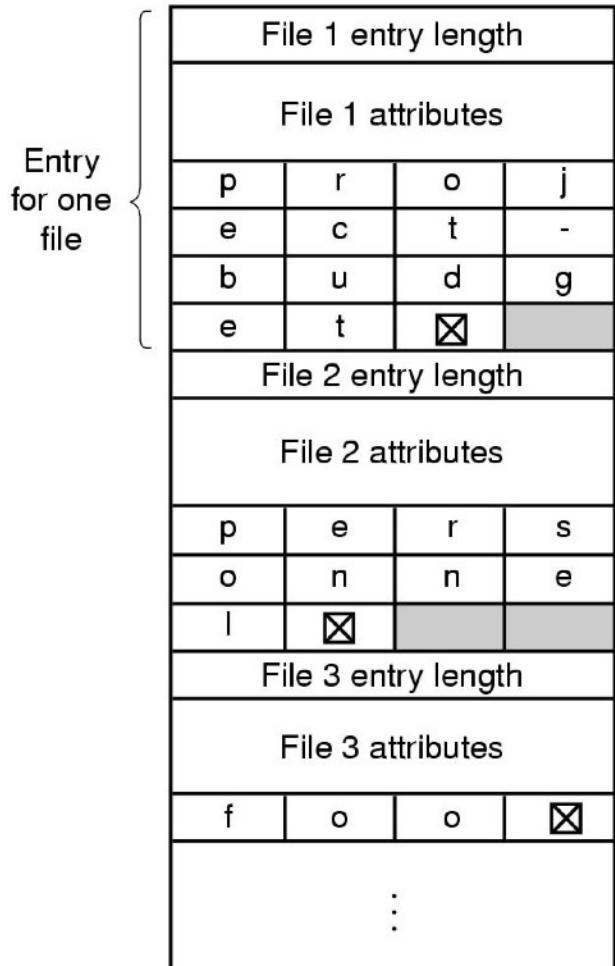 File 1 entry length
File 1 attributes
Entry for one file
p r o j
e c t -
b u d g
e t ☒
File 2 entry length
File 2 attributes
p e r s
o n n e
l ☒
File 3 entry length
File 3 attributes
f o o ☒
⋮